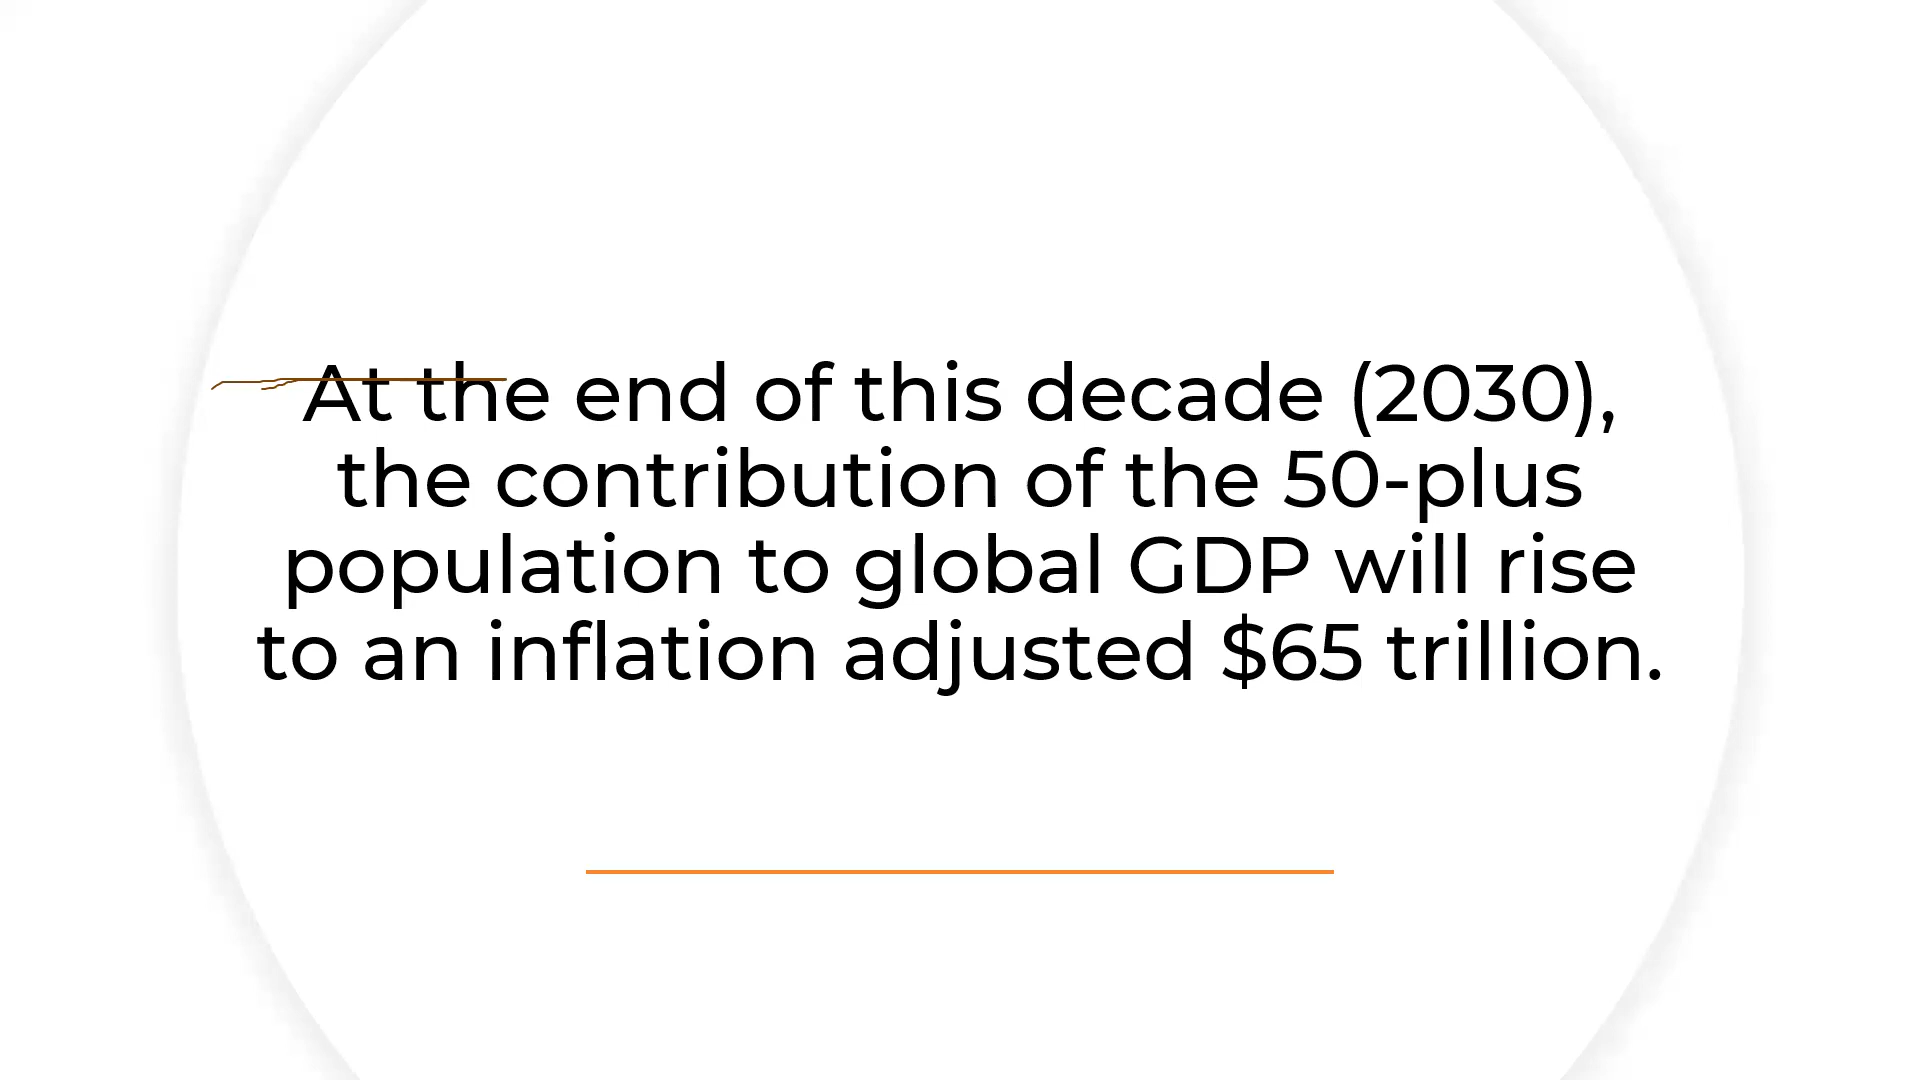 At the end of this decade (2030),
the contribution of the 50-plus
population to global GDP will rise
to an inflation adjusted $65 trillion.